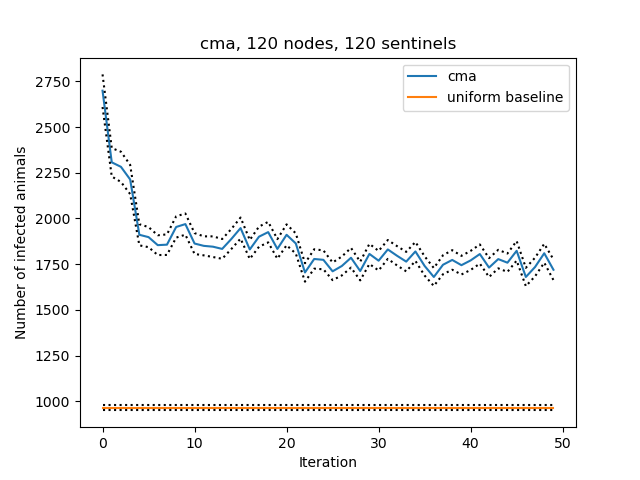 cma, 120 nodes, 120 sentinels
cma
uniform baseline
Number of infected animals
2750
2500
2250
2000
1750
1500
1250
1000
0 10 20 30 40 50
Iteration